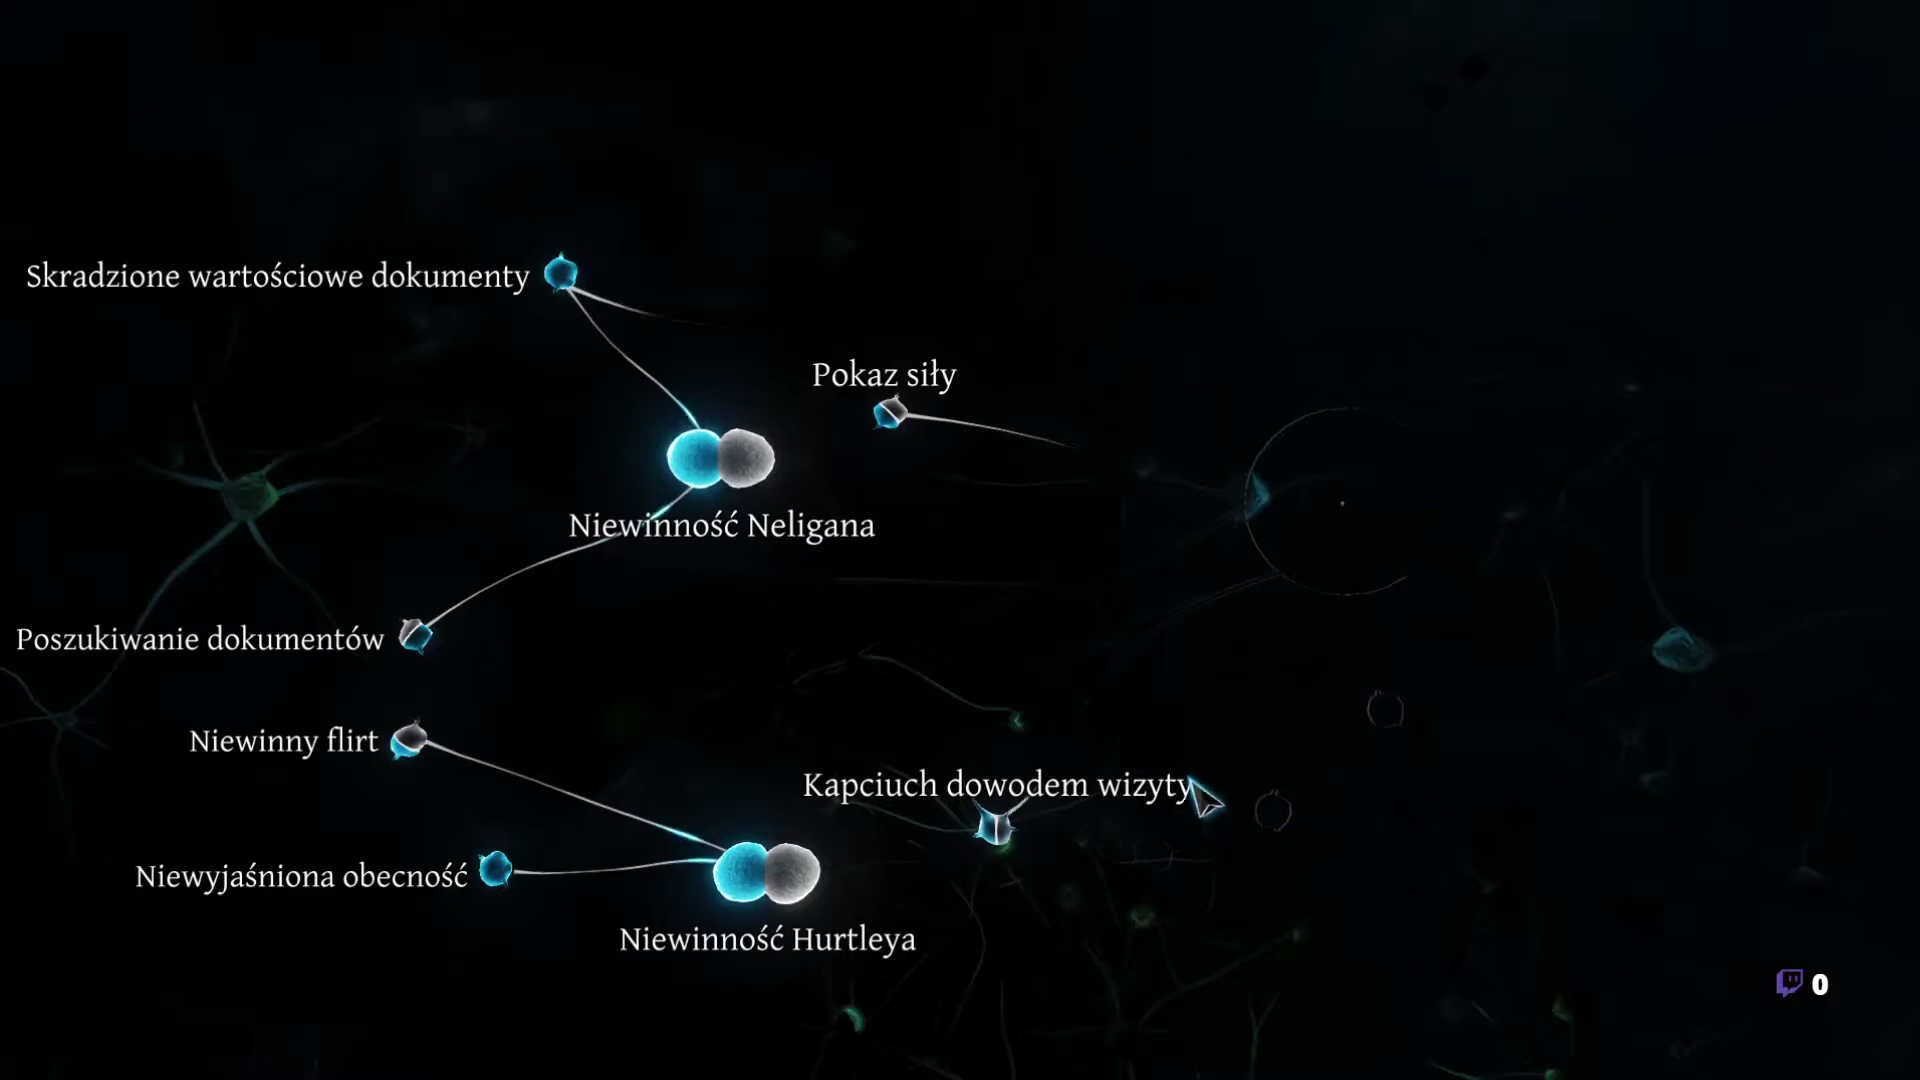 Skradzione wartościowe dokumenty
Pokaz siły
Niewinność Neligana
Poszukiwanie dokumentów
Niewinny flirt
Kapciuch dowodem wizyty
Niewyjaśniona obecność
Niewinność Hurtleya
0